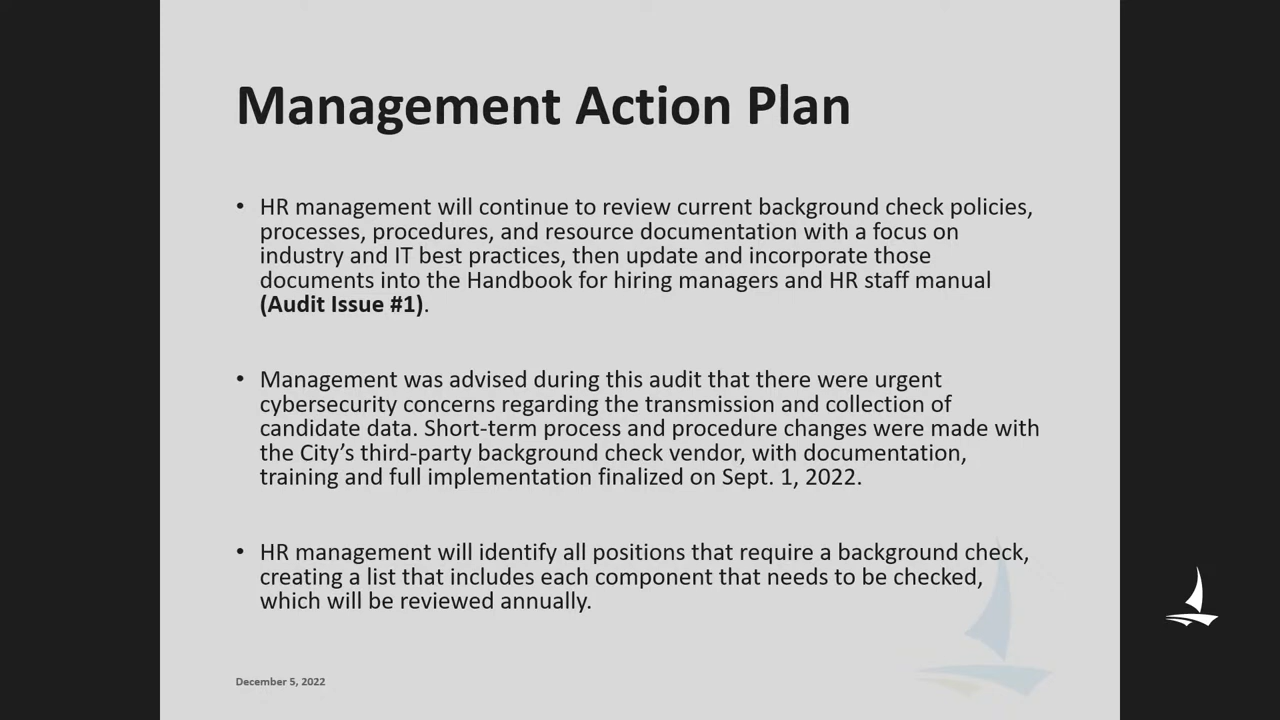 Management Action Plan
• HR management will continue to review current background check policies,
processes, procedures, and resource documentation with a focus on
industry and IT best practices, then update and incorporate those
documents into the Handbook for hiring managers and HR staff manual
(Audit Issue #1).
• Management was advised during this audit that there were urgent
cybersecurity concerns regarding the transmission and collection of
candidate data. Short-term process and procedure changes were made with
the City’s third-party background check vendor, with documentation,
training and full implementation finalized on Sept. 1, 2022.
• HR management will identify all positions that require a background check,
creating a list that includes each component that needs to be checked,
which will be reviewed annually.
December 5, 2022